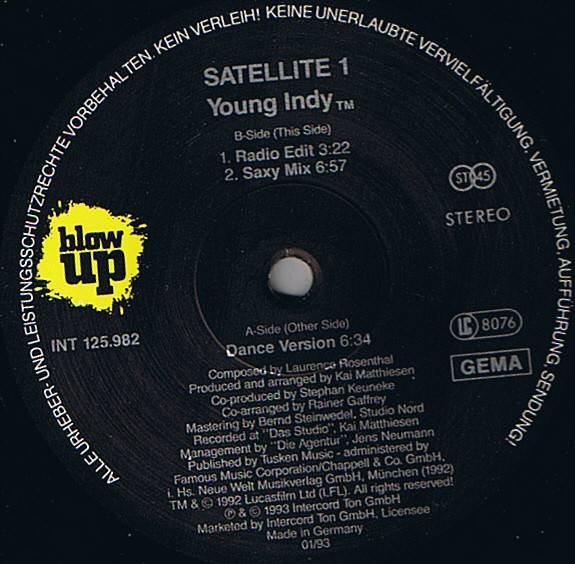 ALLE URHEBER- UND LEISTUNGSSCHUTZRECHTE VORBEHALTEN. KEIN VERLEIH! KEINE UNERLAUBTE VERVIELFÄLTIGUNG, VERMIETUNG, AUFFÜHRUNG, SENDUNG!
SATELLITE 1
Young Indy TM
B-Side (This Side)
1. Radio Edit 3:22
2. Saxy Mix 6:57
ST 45
STEREO
blow
up
INT 125.982
LC 8076
GEMA
A-Side (Other Side)
Dance Version 6:34
Composed by Laurence Rosenthal
Produced and arranged by Kai Matthiesen
Co-produced by Stephan Keuneke
Co-arranged by Rainer Gaffrey
Mastering by Bernd Steinwedel, Studio Nord
Recorded at "Das Studio", Kai Matthiesen
Management by "Die Agentur", Jens Neumann
Published by Tusken Music - administered by
Famous Music Corporation/Chappell & Co. GmbH,
i. Hs. Neue Welt Musikverlag GmbH, München (1992)
TM & © 1992 Lucasfilm Ltd (LFL). All rights reserved!
℗ & © 1993 Intercord Ton GmbH
Marketed by Intercord Ton GmbH, Licensee
Made in Germany
01/93